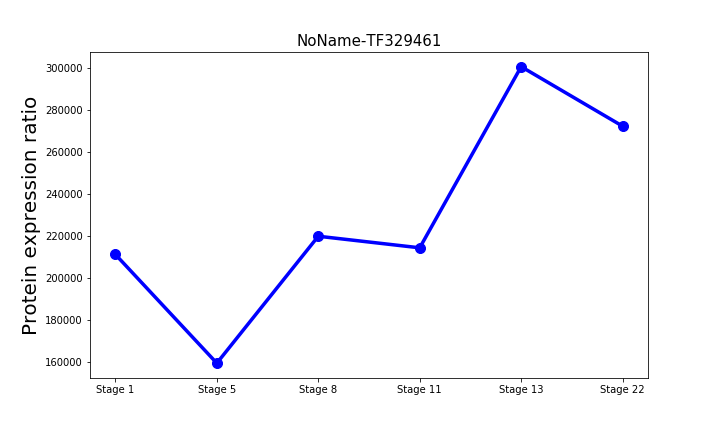 NoName-TF329461
Protein expression ratio
300000
280000
260000
240000
220000
200000
180000
160000
Stage 1 Stage 5 Stage 8 Stage 11 Stage 13 Stage 22